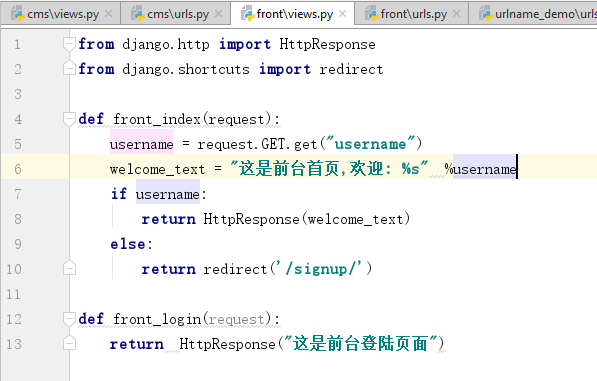 cms\views.py cms\urls.py front\views.py front\urls.py urlname_demo\urls
1 from django.http import HttpResponse
2 from django.shortcuts import redirect
3
4 def front_index(request):
5 username = request.GET.get("username")
6 welcome_text = "这是前台首页,欢迎: %s" %username
7 if username:
8 return HttpResponse(welcome_text)
9 else:
10 return redirect('/signup/')
11
12 def front_login(request):
13 return HttpResponse("这是前台登陆页面")